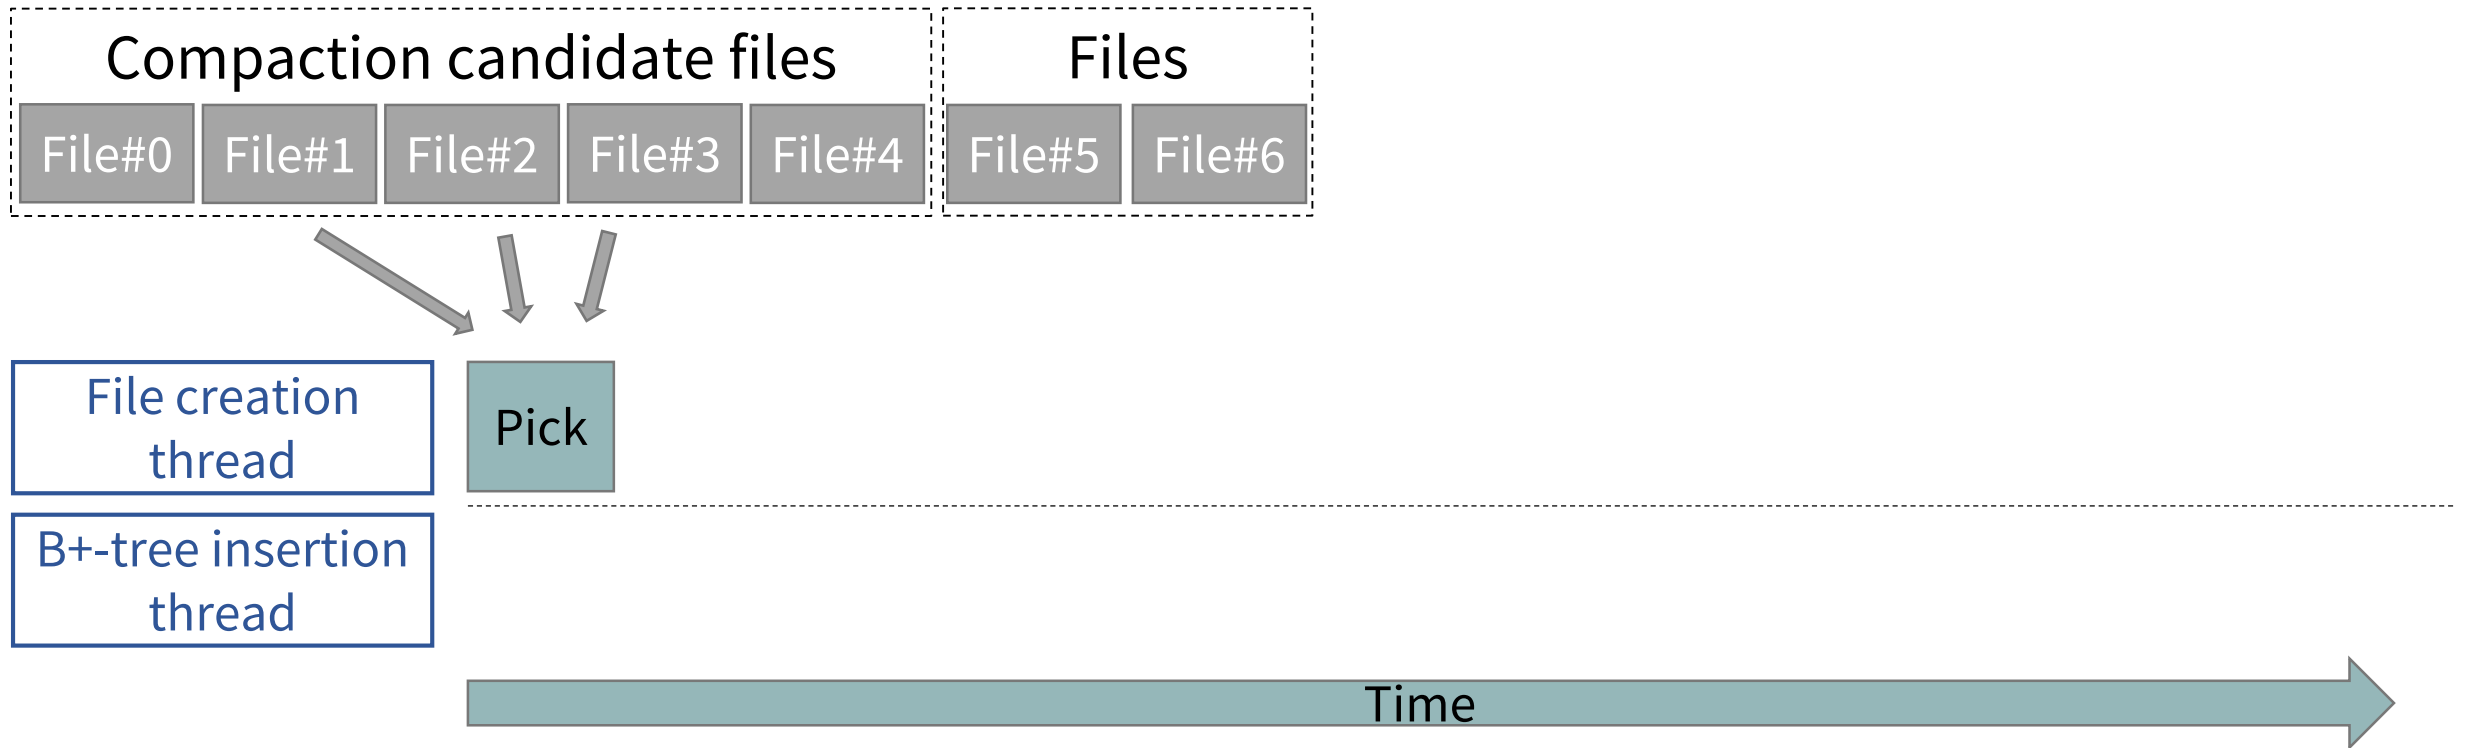 Compaction candidate files
Files
File#0
File#1
File#2
File#3
File#4
File#5
File#6
File creation
thread
Pick
B+-tree insertion
thread
Time